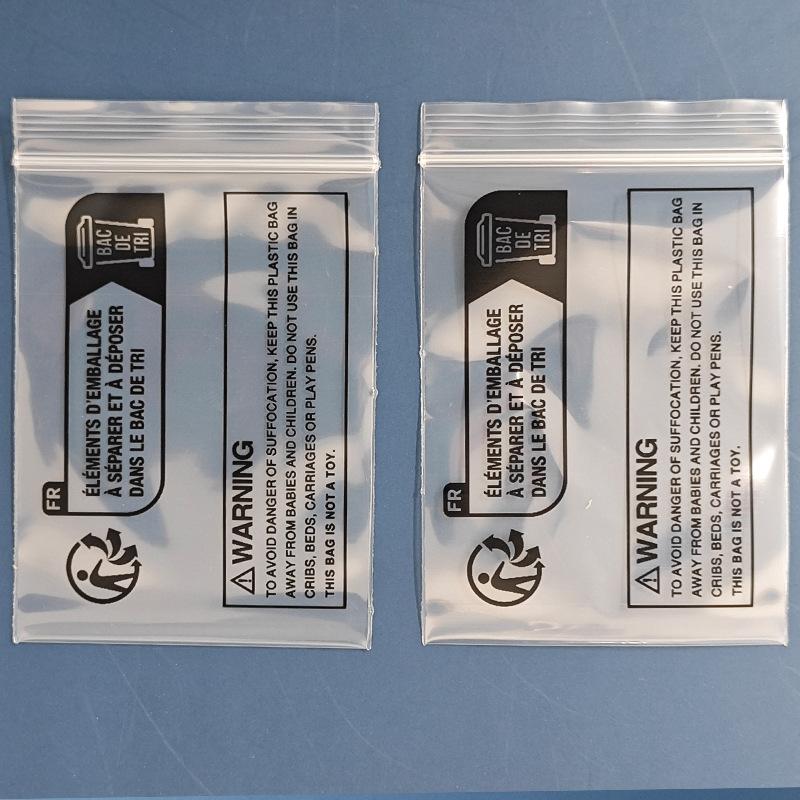 FR
ÉLÉMENTS D'EMBALLAGE
À SÉPARER ET À DÉPOSER
DANS LE BAC DE TRI
BAC
DE
TRI
WARNING
TO AVOID DANGER OF SUFFOCATION, KEEP THIS PLASTIC BAG
AWAY FROM BABIES AND CHILDREN. DO NOT USE THIS BAG IN
CRIBS, BEDS, CARRIAGES OR PLAY PENS.
THIS BAG IS NOT A TOY.
FR
ÉLÉMENTS D'EMBALLAGE
À SÉPARER ET À DÉPOSER
DANS LE BAC DE TRI
BAC
DE
TRI
WARNING
TO AVOID DANGER OF SUFFOCATION, KEEP THIS PLASTIC BAG
AWAY FROM BABIES AND CHILDREN. DO NOT USE THIS BAG IN
CRIBS, BEDS, CARRIAGES OR PLAY PENS.
THIS BAG IS NOT A TOY.